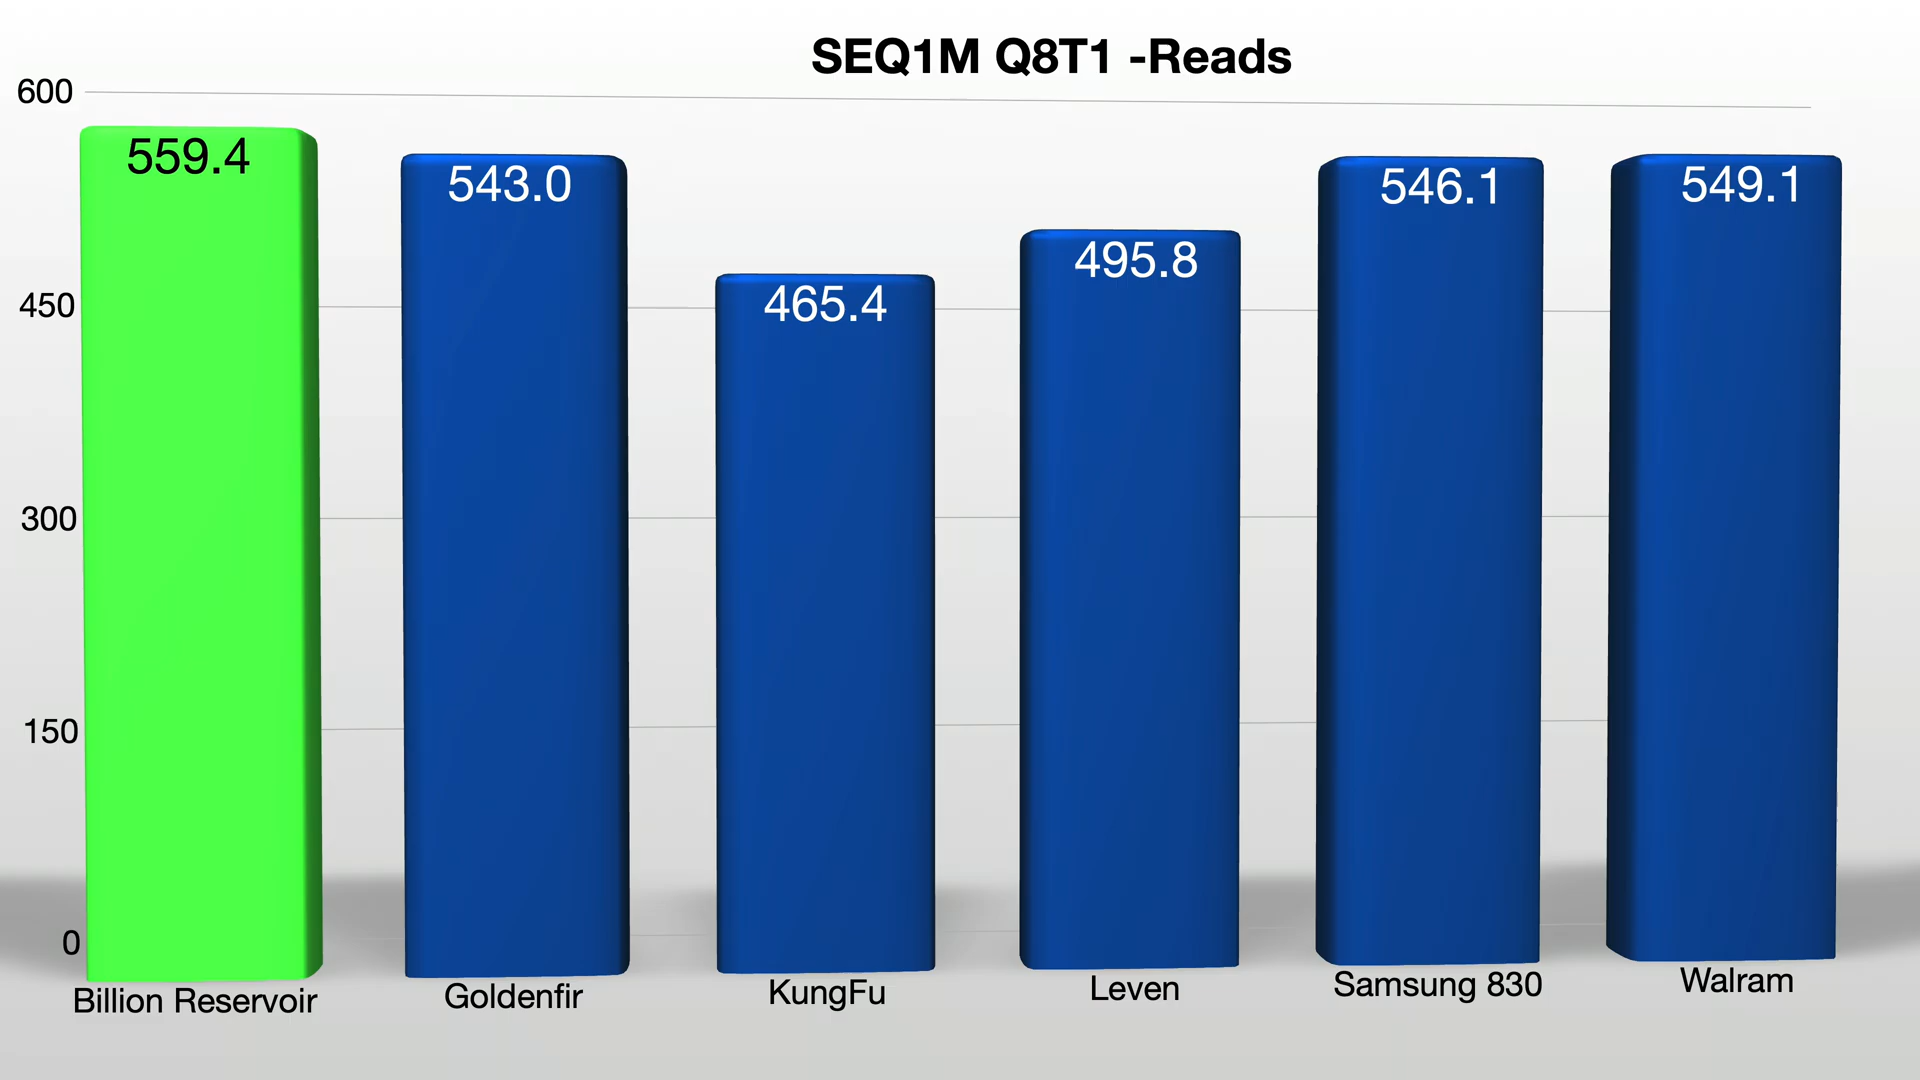 SEQ1M Q8T1 -Reads
600
450
300
150
0
559.4
543.0
465.4
495.8
546.1
549.1
Billion Reservoir
Goldenfir
KungFu
Leven
Samsung 830
Walram